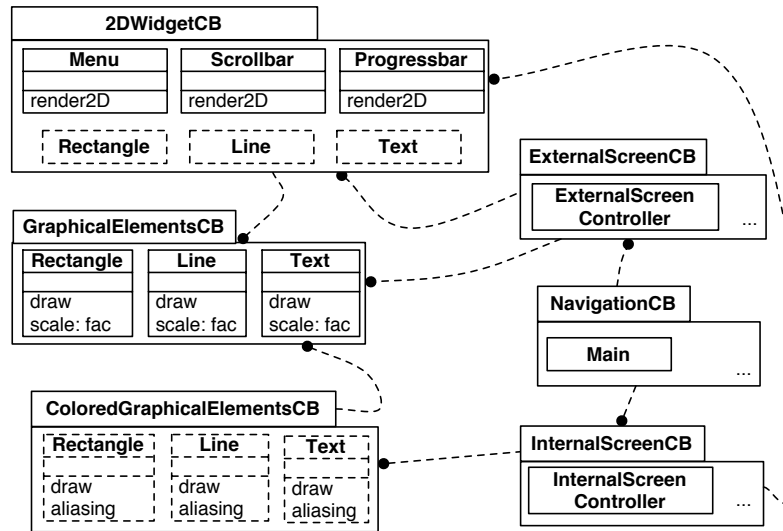 2DWidgetCB
Menu
render2D
Scrollbar
render2D
Progressbar
render2D
Rectangle
Line
Text
ExternalScreenCB
ExternalScreen
Controller
...
GraphicalElementsCB
Rectangle
draw
scale: fac
Line
draw
scale: fac
Text
draw
scale: fac
NavigationCB
Main
...
ColoredGraphicalElementsCB
Rectangle
draw
aliasing
Line
draw
aliasing
Text
draw
aliasing
InternalScreenCB
InternalScreen
Controller
...